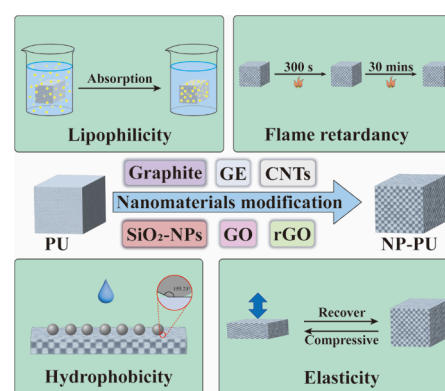 Absorption
Lipophilicity
300 s
30 mins
Flame retardancy
Graphite
GE
CNTs
Nanomaterials modification
PU
NP-PU
SiO₂-NPs
GO
rGO
Hydrophobicity
Recover
Compressive
Elasticity